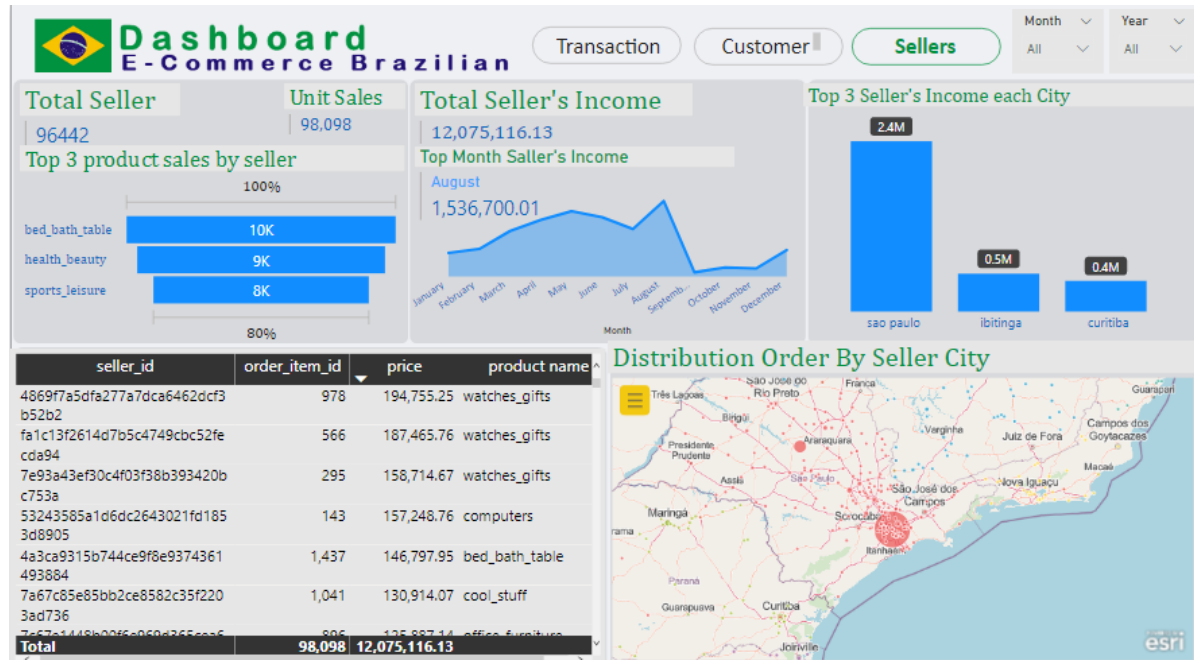 Dashboard
E-Commerce Brazilian
Transaction
Customer
Sellers
Month
All
Year
All
Total Seller
96442
Unit Sales
98,098
Top 3 product sales by seller
100%
bed_bath_table
10K
health_beauty
9K
sports_leisure
8K
80%
Total Seller's Income
12,075,116.13
Top Month Saller's Income
August
1,536,700.01
January
February
March
April
May
June
July
August
Septemb...
October
November
December
Month
Top 3 Seller's Income each City
2.4M
0.5M
0.4M
sao paulo
ibitinga
curitiba
seller_id order_item_id price product name
4869f7a5dfa277a7dca6462dcf3 978 194,755.25 watches_gifts
b52b2
fa1c13f2614d7b5c4749cbc52fe 566 187,465.76 watches_gifts
cda94
7e93a43ef30c4f03f38b393420b 295 158,714.67 watches_gifts
c753a
53243585a1d6dc2643021fd185 143 157,248.76 computers
3d8905
4a3ca9315b744ce9f8e9374361 1,437 146,797.95 bed_bath_table
493884
7a67c85e85bb2ce8582c35f220 1,041 130,914.07 cool_stuff
3ad736
Total 98,098 12,075,116.13
Distribution Order By Seller City
São José do
Rio Preto
Franca
Três Lagoas
Guarapari
Birigüi
Araraquara
Varginha
Juiz de Fora
Campos dos
Goytacazes
Presidente
Prudente
Macaé
Assis
São Paulo
São José dos
Campos
Nova Iguaçu
Maringá
Sorocaba
rama
Itanhaém
Paraná
Guarapuava
Curitiba
Joinville
esri